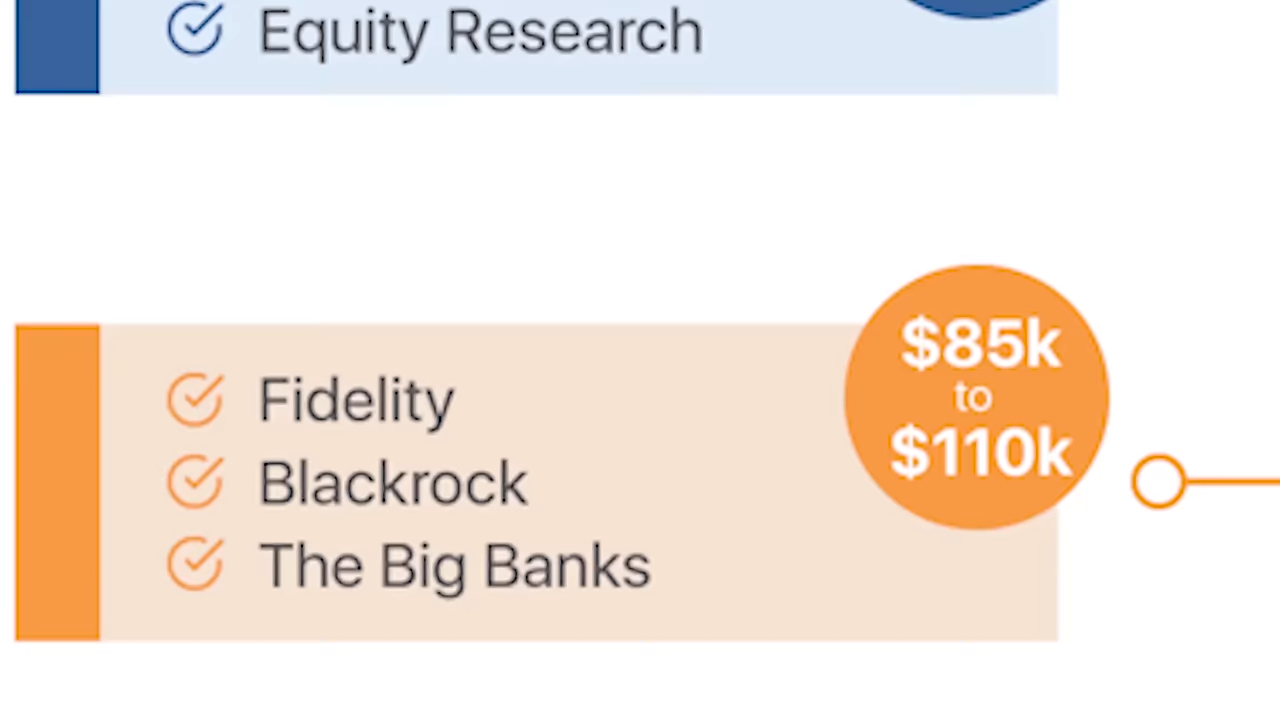 Equity Research
$85k
to
$110k
Fidelity
Blackrock
The Big Banks